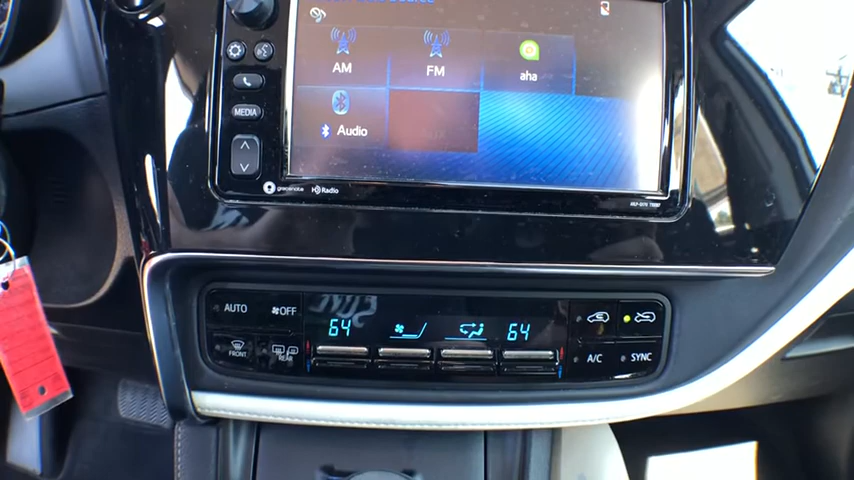 AM
FM
aha
Audio
MEDIA
gracenote HD Radio
AUTO
OFF
64
64
FRONT
REAR
A/C
SYNC